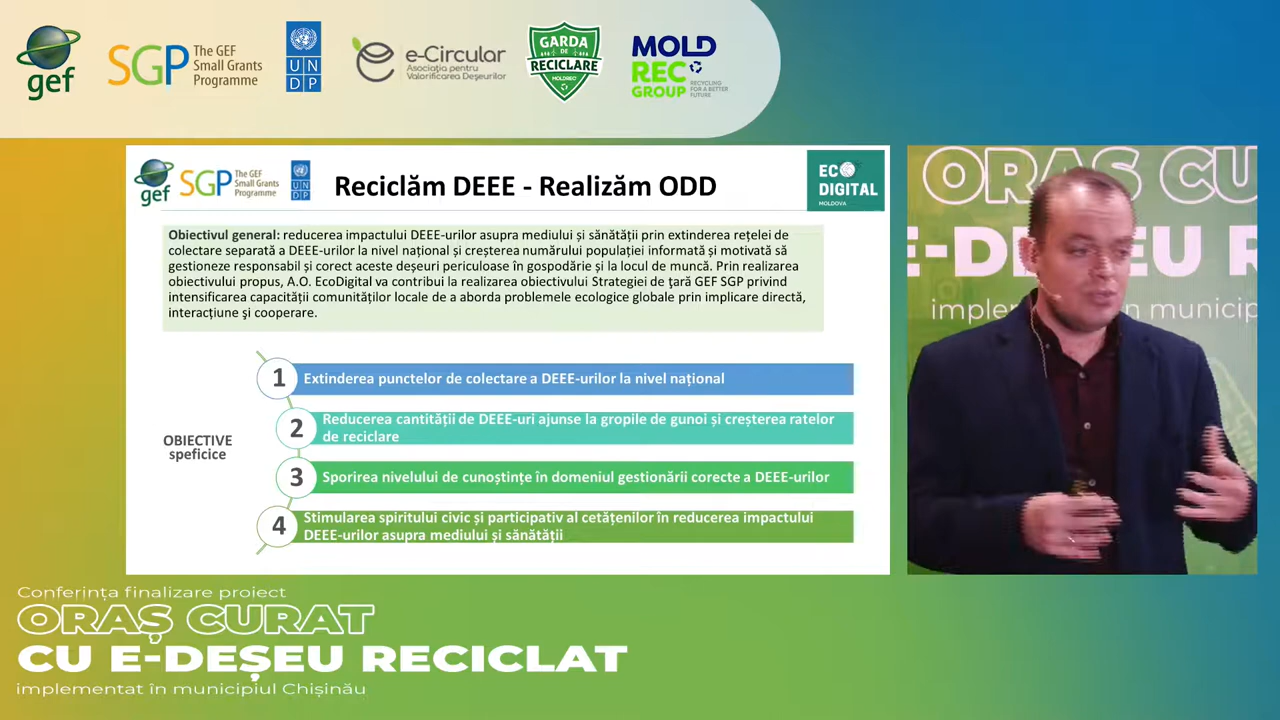 gef
SGP
The GEF
Small Grants
Programme
U N
D P
e-Circular
Asociația pentru
Valorificarea Deșeurilor
GARDA
DE
RECICLARE
MOLDREC
MOLD
REC
GROUP
RECYCLING
FOR A BETTER
FUTURE
gef
SGP
The GEF
Small Grants
Programme
U N
D P
Reciclăm DEEE - Realizăm ODD
ECO
DIGITAL
MOLDOVA
Obiectivul general: reducerea impactului DEEE-urilor asupra mediului și sănătății prin extinderea rețelei de
colectare separată a DEEE-urilor la nivel național și creșterea numărului populației informată și motivată să
gestioneze responsabil și corect aceste deșeuri periculoase în gospodărie și la locul de muncă. Prin realizarea
obiectivului propus, A.O. EcoDigital va contribui la realizarea obiectivului Strategiei de ţară GEF SGP privind
intensificarea capacității comunităților locale de a aborda problemele ecologice globale prin implicare directă,
interacțiune şi cooperare.
OBIECTIVE
speficice
1 Extinderea punctelor de colectare a DEEE-urilor la nivel național
2 Reducerea cantității de DEEE-uri ajunse la gropile de gunoi și creșterea ratelor
de reciclare
3 Sporirea nivelului de cunoștințe în domeniul gestionării corecte a DEEE-urilor
4 Stimularea spiritului civic și participativ al cetățenilor în reducerea impactului
DEEE-urilor asupra mediului și sănătății
ORAȘ CU
E-DEȘEU R
implem în municip
Conferința finalizare proiect
ORAȘ CURAT
CU E-DEȘEU RECICLAT
implementat în municipiul Chișinău